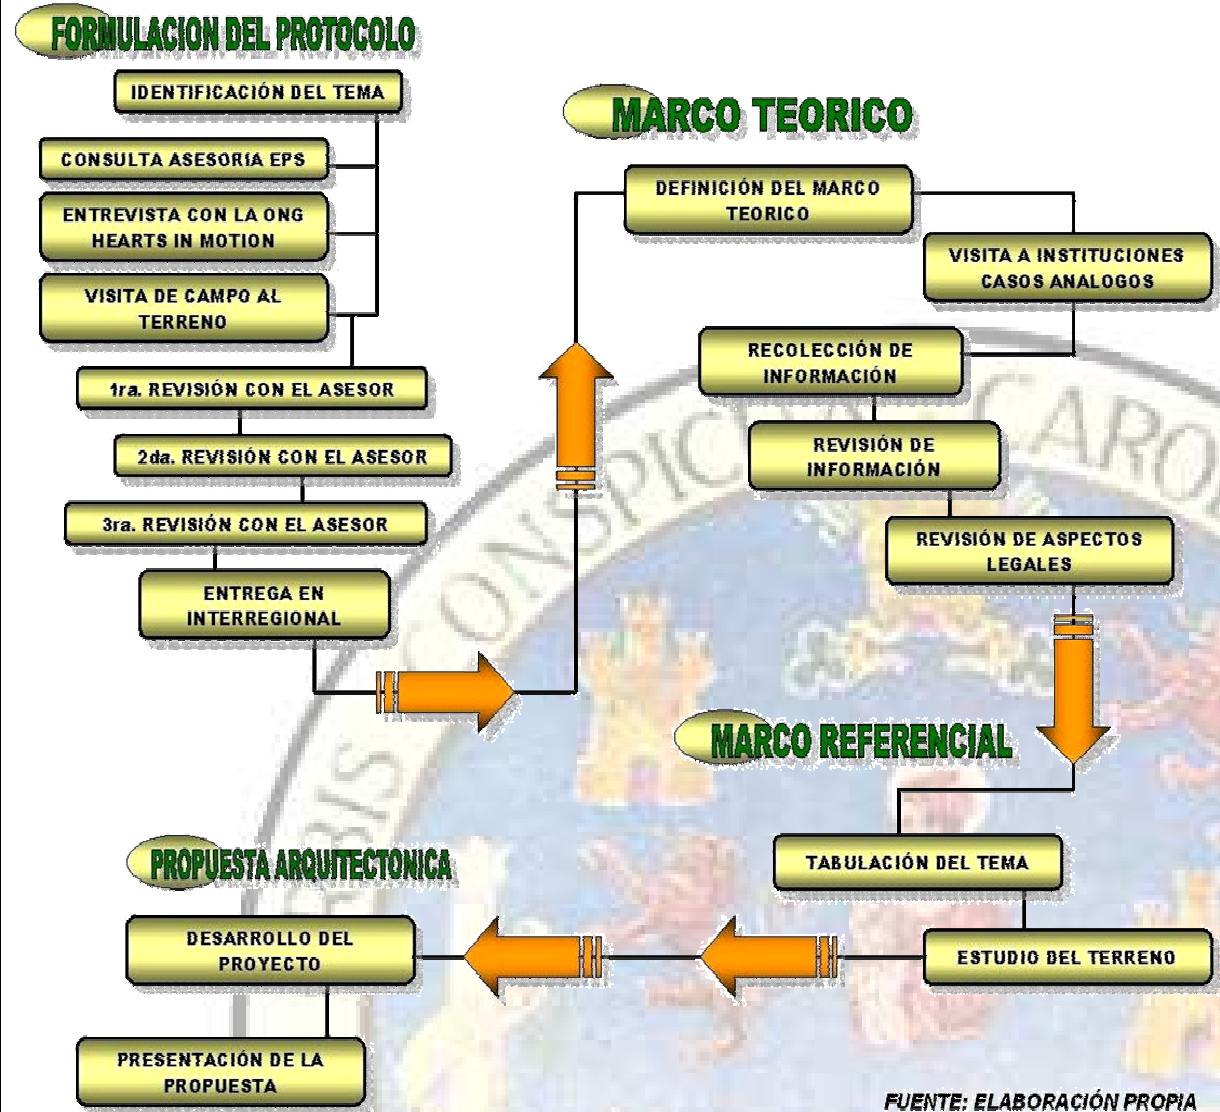 FORMULACION DEL PROTOCOLO
IDENTIFICACIÓN DEL TEMA
CONSULTA ASESORIA EPS
ENTREVISTA CON LA ONG
HEARTS IN MOTION
VISITA DE CAMPO AL
TERRENO
1ra. REVISIÓN CON EL ASESOR
2da. REVISIÓN CON EL ASESOR
3ra. REVISIÓN CON EL ASESOR
ENTREGA EN
INTERREGIONAL
MARCO TEORICO
DEFINICIÓN DEL MARCO
TEORICO
VISITA A INSTITUCIONES
CASOS ANALOGOS
RECOLECCIÓN DE
INFORMACIÓN
REVISIÓN DE
INFORMACIÓN
REVISIÓN DE ASPECTOS
LEGALES
MARCO REFERENCIAL
TABULACIÓN DEL TEMA
ESTUDIO DEL TERRENO
PROPUESTA ARQUITECTONICA
DESARROLLO DEL
PROYECTO
PRESENTACIÓN DE LA
PROPUESTA
FUENTE: ELABORACIÓN PROPIA